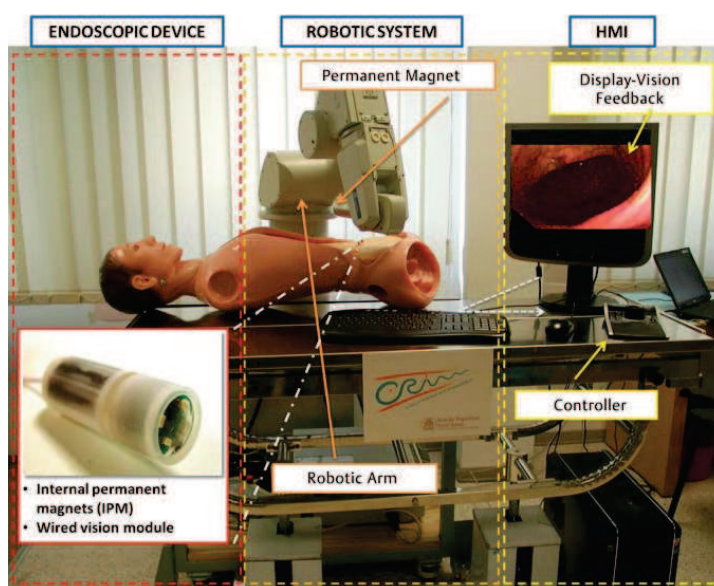 ENDOSCOPIC DEVICE
ROBOTIC SYSTEM
HMI
Permanent Magnet
Display-Vision
Feedback
CRIM
Controller
Robotic Arm
• Internal permanent
magnets (IPM)
• Wired vision module